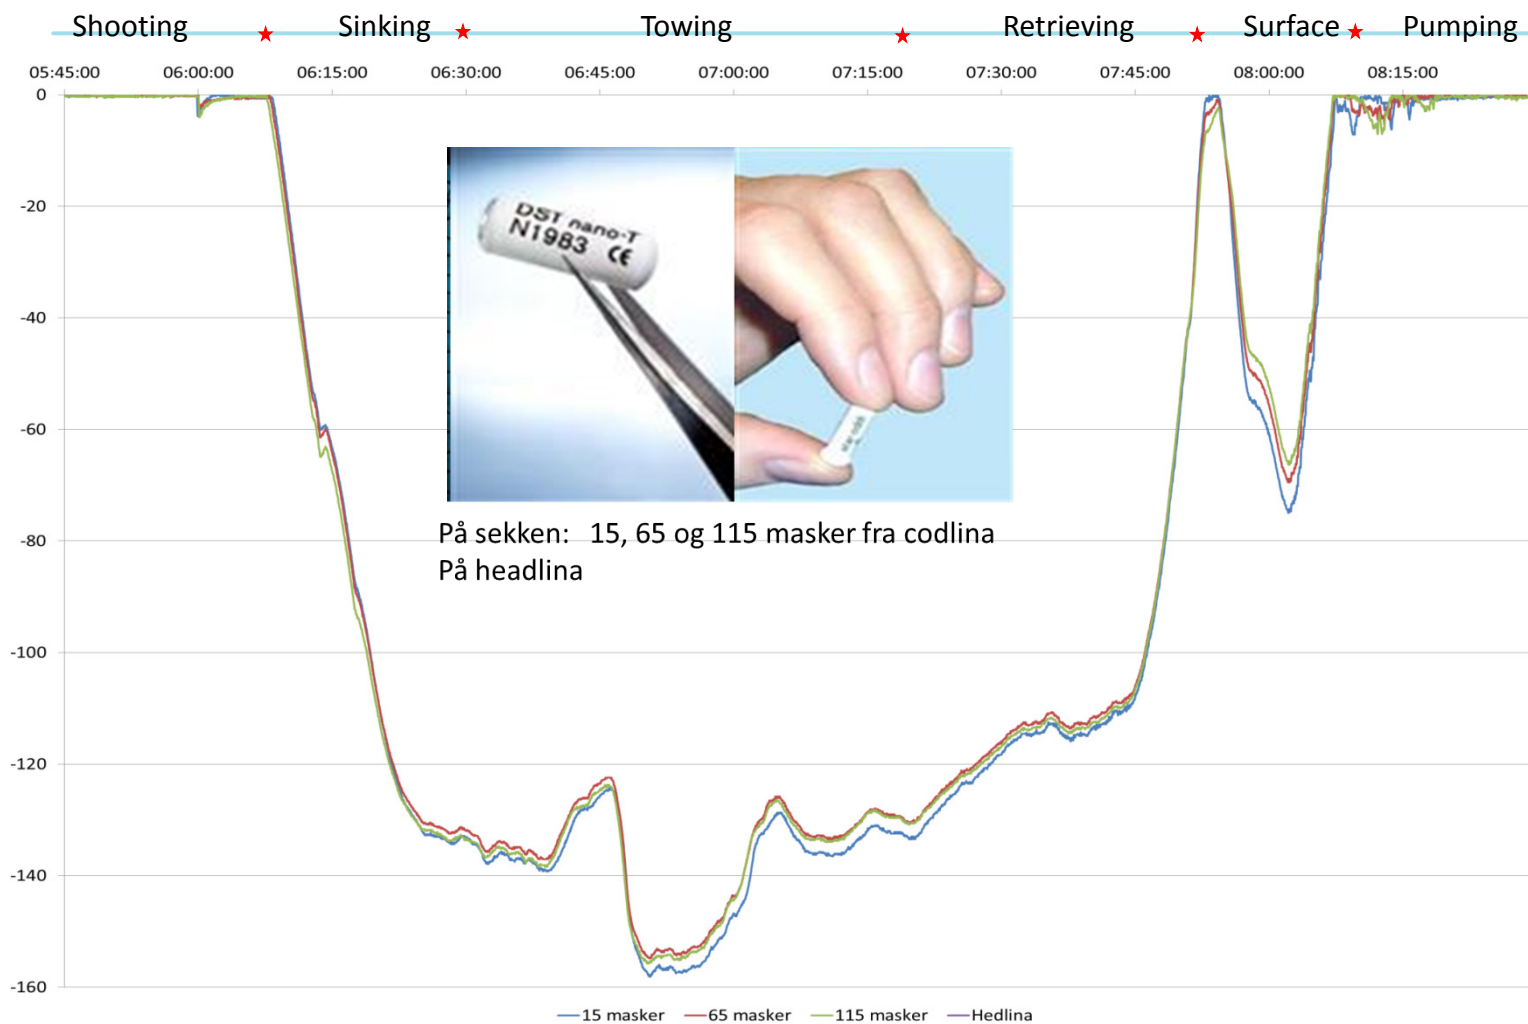 Shooting Sinking Towing Retrieving Surface Pumping
05:45:00 06:00:00 06:15:00 06:30:00 06:45:00 07:00:00 07:15:00 07:30:00 07:45:00 08:00:00 08:15:00
0
-20
-40
-60
-80
-100
-120
-140
-160
DST nano-T
N1983 CE
På sekken: 15, 65 og 115 masker fra codlina
På headlina
15 masker 65 masker 115 masker Hedlina